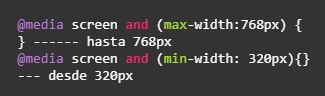 @media screen and (max-width:768px) {
} ------ hasta 768px
@media screen and (min-width: 320px){}
--- desde 320px